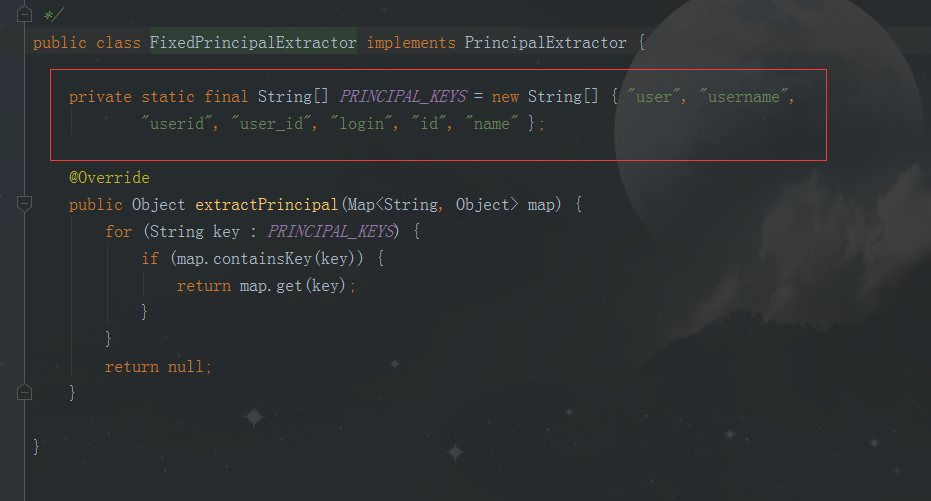 */
public class FixedPrincipalExtractor implements PrincipalExtractor {
private static final String[] PRINCIPAL_KEYS = new String[] { "user", "username",
"userid", "user_id", "login", "id", "name" };
@Override
public Object extractPrincipal(Map<String, Object> map) {
for (String key : PRINCIPAL_KEYS) {
if (map.containsKey(key)) {
return map.get(key);
}
}
return null;
}
}